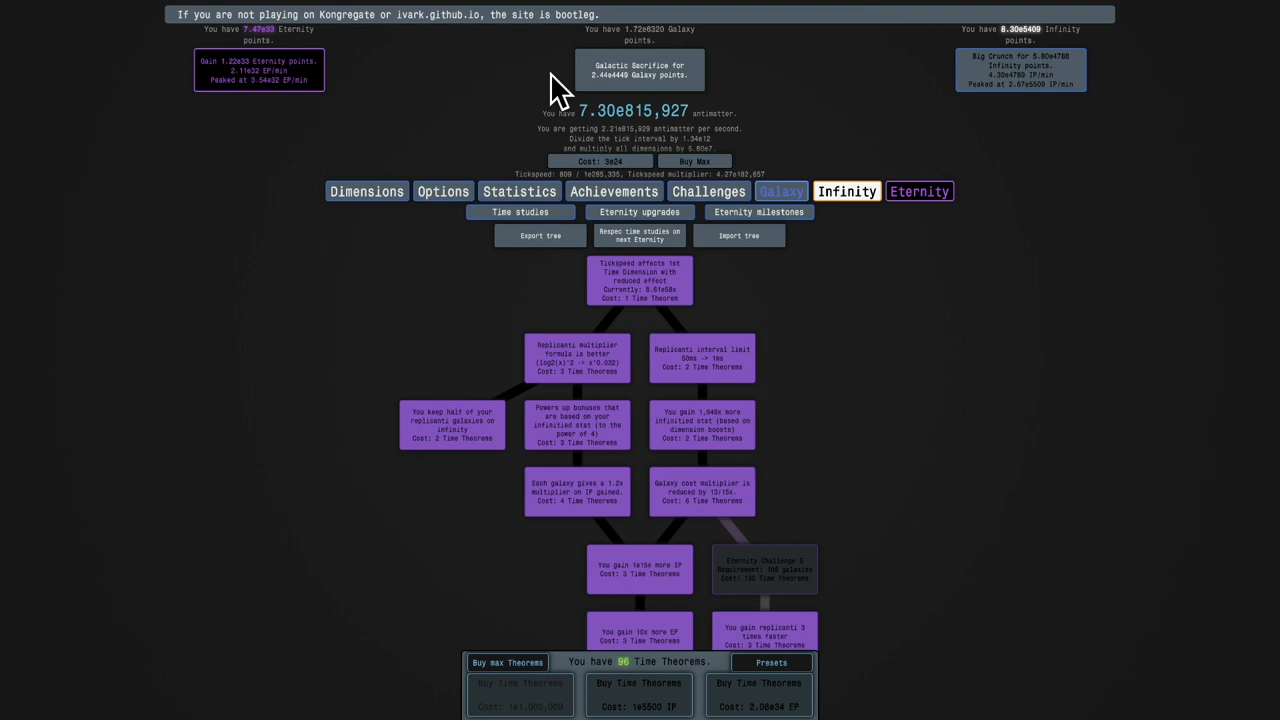 If you are not playing on Kongregate or ivark.github.io, the site is bootleg.
You have 7.47e33 Eternity
points.
Gain 1.22e33 Eternity points.
2.11e32 EP/min
Peaked at 3.54e32 EP/min
You have 1.72e6320 Galaxy
points.
Galactic Sacrifice for
2.44e4449 Galaxy points.
You have 8.30e5409 Infinity
points.
Big Crunch for 5.80e4788
Infinity points.
4.30e4789 IP/min
Peaked at 2.67e5509 IP/min
You have 7.30e815,927 antimatter.
You are getting 2.21e815,929 antimatter per second.
Divide the tick interval by 1.34e12
and multiply all dimensions by 5.80e7.
Cost: 3e24
Buy Max
Tickspeed: 809 / 1e285,335, Tickspeed multiplier: 4.27e182,657
Dimensions
Options
Statistics
Achievements
Challenges
Galaxy
Infinity
Eternity
Time studies
Eternity upgrades
Eternity milestones
Export tree
Respec time studies on
next Eternity
Import tree
Tickspeed affects 1st
Time Dimension with
reduced effect
Currently: 8.61e58x
Cost: 1 Time Theorem
Replicanti multiplier
formula is better
(log2(x)^2 -> x^0.032)
Cost: 3 Time Theorems
Replicanti interval limit
50ms -> 1ms
Cost: 2 Time Theorems
You keep half of your
replicanti galaxies on
infinity
Cost: 2 Time Theorems
Powers up bonuses that
are based on your
infinitied stat (to the
power of 4)
Cost: 3 Time Theorems
You gain 1,649x more
infinitied stat (based on
dimension boosts)
Cost: 2 Time Theorems
Each galaxy gives a 1.2x
multiplier on IP gained.
Cost: 4 Time Theorems
Galaxy cost multiplier is
reduced by 13/15x.
Cost: 6 Time Theorems
You gain 1e15x more IP
Cost: 3 Time Theorems
Eternity Challenge 5
Requirement: 168 galaxies
Cost: 130 Time Theorems
You gain 10x more EP
Cost: 3 Time Theorems
You gain replicanti 3
times faster
Cost: 3 Time Theorems
Buy max Theorems
You have 96 Time Theorems.
Presets
Buy Time Theorems
Cost: 1e1,000,000
Buy Time Theorems
Cost: 1e5500 IP
Buy Time Theorems
Cost: 2.08e34 EP